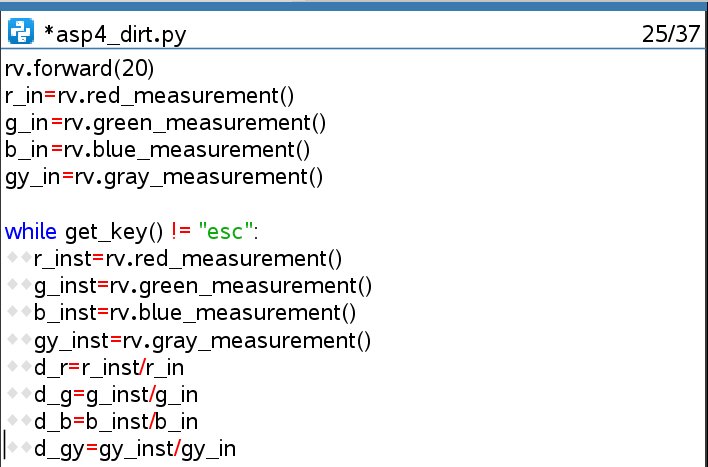 *asp4_dirt.py 25/37
rv.forward(20)
r_in=rv.red_measurement()
g_in=rv.green_measurement()
b_in=rv.blue_measurement()
gy_in=rv.gray_measurement()
while get_key() != "esc":
r_inst=rv.red_measurement()
g_inst=rv.green_measurement()
b_inst=rv.blue_measurement()
gy_inst=rv.gray_measurement()
d_r=r_inst/r_in
d_g=g_inst/g_in
d_b=b_inst/b_in
d_gy=gy_inst/gy_in